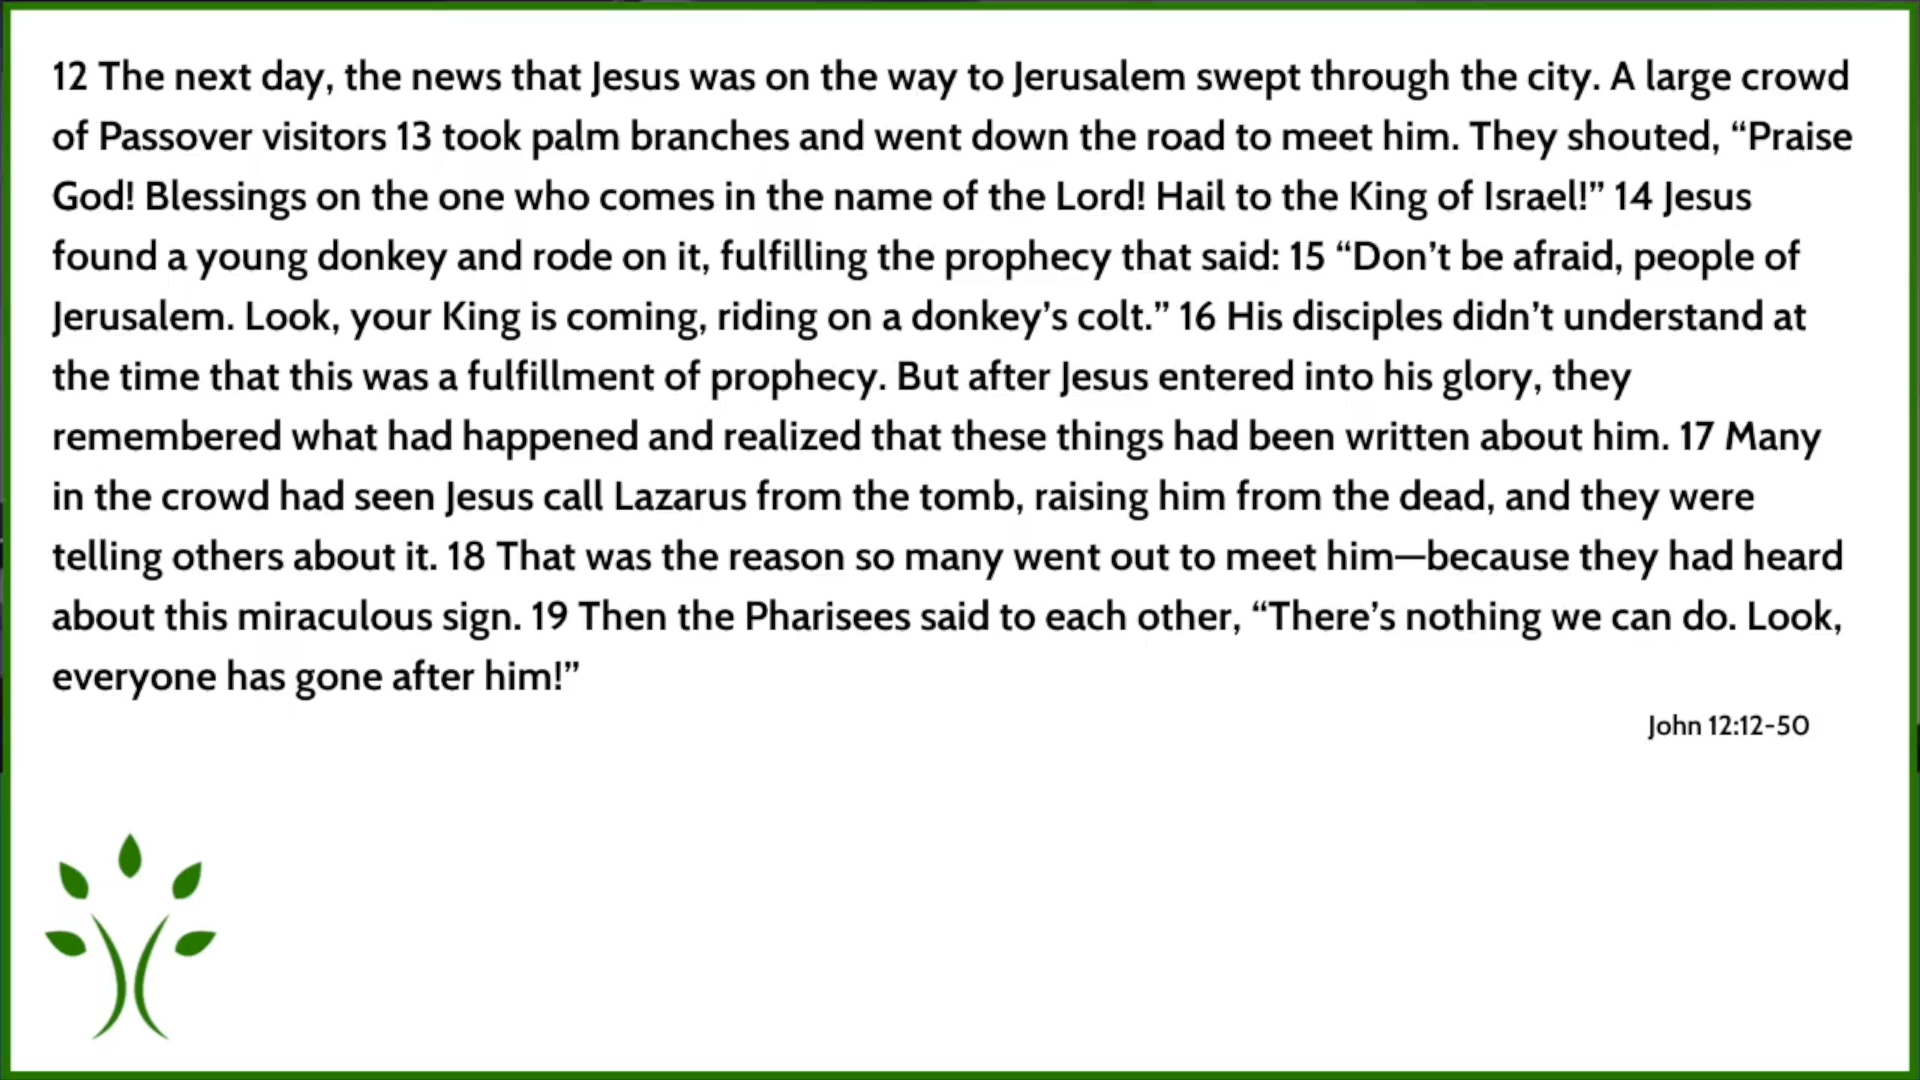 12 The next day, the news that Jesus was on the way to Jerusalem swept through the city. A large crowd
of Passover visitors 13 took palm branches and went down the road to meet him. They shouted, “Praise
God! Blessings on the one who comes in the name of the Lord! Hail to the King of Israel!” 14 Jesus
found a young donkey and rode on it, fulfilling the prophecy that said: 15 “Don’t be afraid, people of
Jerusalem. Look, your King is coming, riding on a donkey’s colt.” 16 His disciples didn’t understand at
the time that this was a fulfillment of prophecy. But after Jesus entered into his glory, they
remembered what had happened and realized that these things had been written about him. 17 Many
in the crowd had seen Jesus call Lazarus from the tomb, raising him from the dead, and they were
telling others about it. 18 That was the reason so many went out to meet him—because they had heard
about this miraculous sign. 19 Then the Pharisees said to each other, “There’s nothing we can do. Look,
everyone has gone after him!”
John 12:12-50